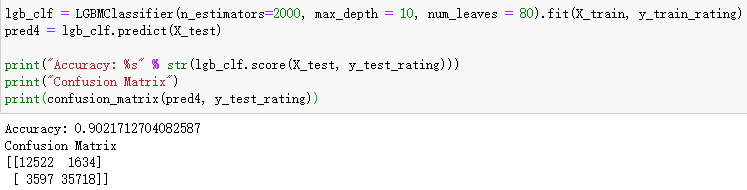 lgb_clf = LGBMClassifier(n_estimators=2000, max_depth = 10, num_leaves = 80).fit(X_train, y_train_rating)
pred4 = lgb_clf.predict(X_test)
print("Accuracy: %s" % str(lgb_clf.score(X_test, y_test_rating)))
print("Confusion Matrix")
print(confusion_matrix(pred4, y_test_rating))
Accuracy: 0.9021712704082587
Confusion Matrix
[[12522  1634]
 [ 3597 35718]]